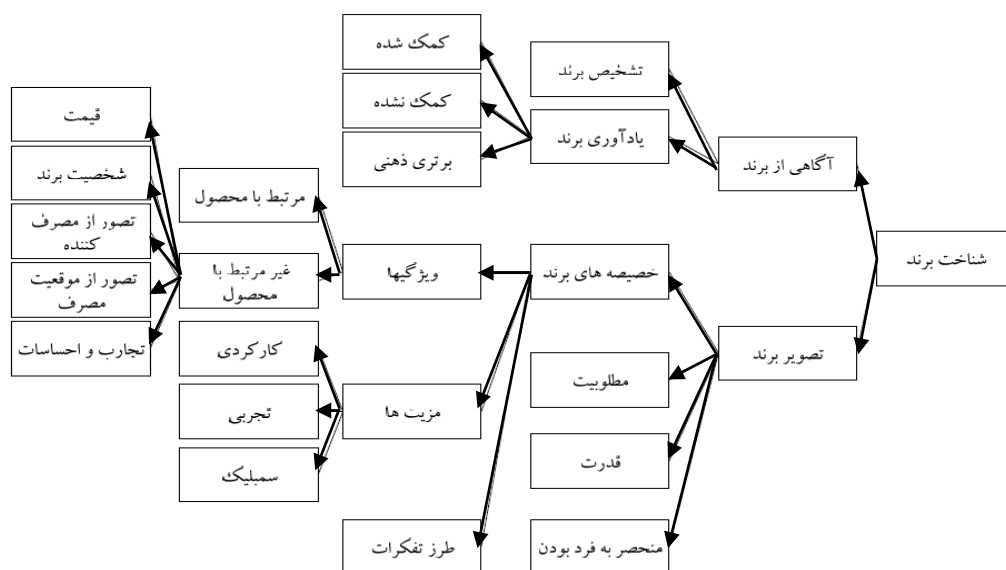 شناخت برند
آگاهی از برند
تصویر برند
تشخیص برند
یادآوری برند
خصیصه های برند
مطلوبیت
قدرت
منحصر به فرد بودن
کمک شده
کمک نشده
برتری ذهنی
ویژگیها
مزیت ها
طرز تفکرات
مرتبط با محصول
غیر مرتبط با
محصول
کارکردی
تجربی
سمبلیک
قیمت
شخصیت برند
تصور از مصرف
کننده
تصور از موقعیت
مصرف
تجارب و احساسات